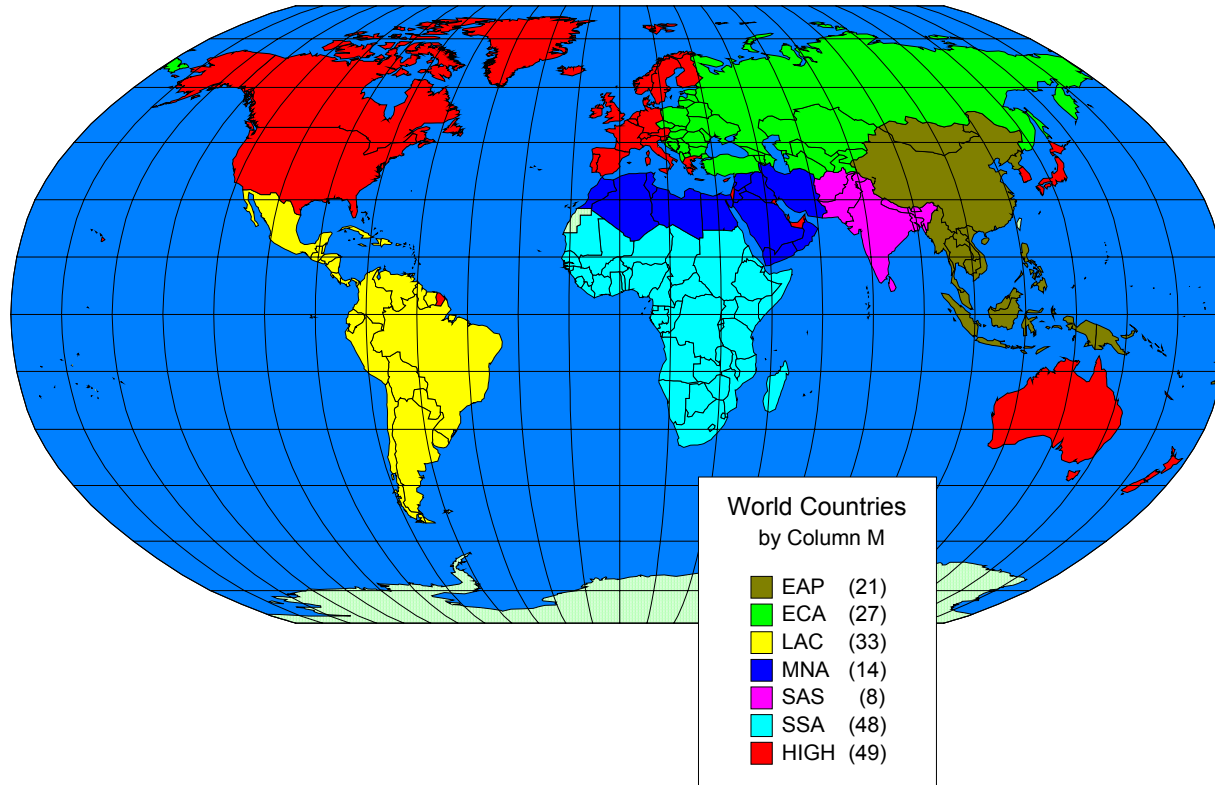 World Countries
by Column M
EAP (21)
ECA (27)
LAC (33)
MNA (14)
SAS (8)
SSA (48)
HIGH (49)